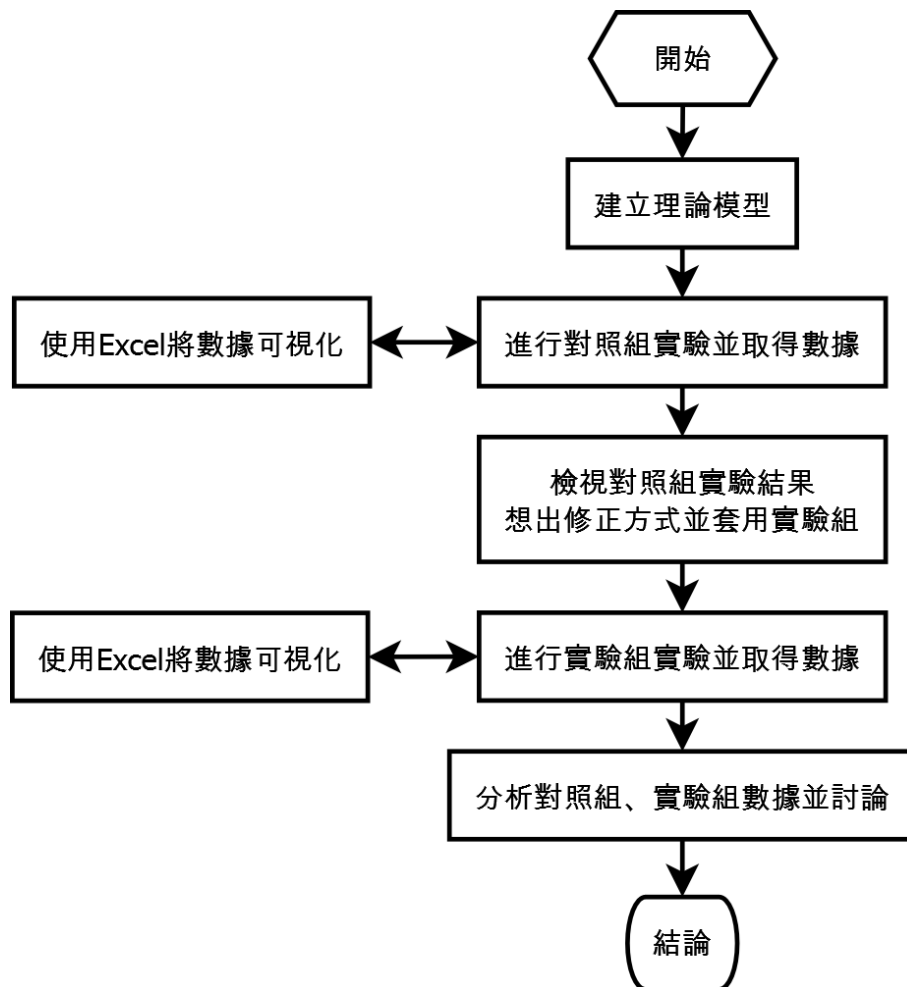 開始
建立理論模型
使用Excel將數據可視化
進行對照組實驗並取得數據
檢視對照組實驗結果
想出修正方式並套用實驗組
使用Excel將數據可視化
進行實驗組實驗並取得數據
分析對照組、實驗組數據並討論
結論